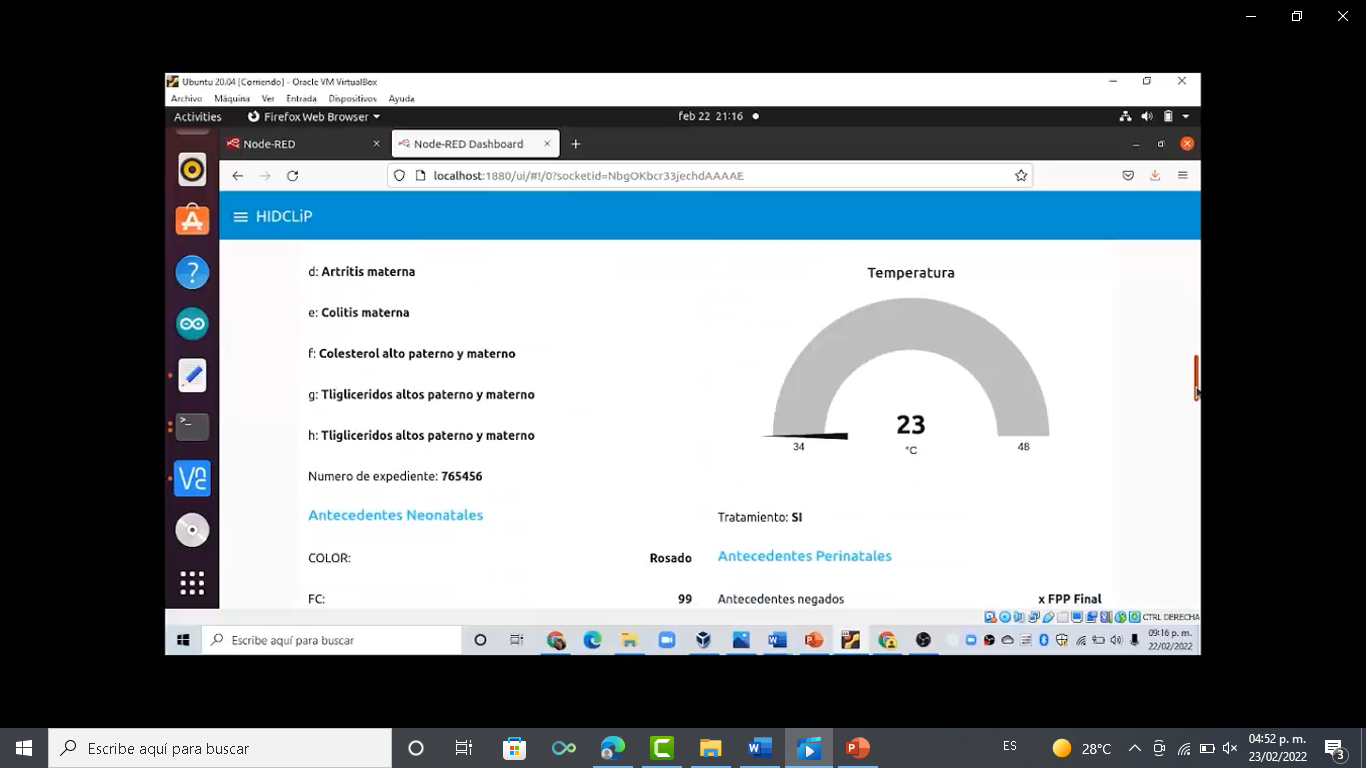 Ubuntu 20.04 [Corriendo] - Oracle VM VirtualBox
Archivo Máquina Ver Entrada Dispositivos Ayuda
Activities Firefox Web Browser feb 22 21:16
Node-RED Node-RED Dashboard
localhost:1880/ui/#!/0?socketid=NbgOKbcr33jechdAAAAE
HIDCLiP
d: Artritis materna
e: Colitis materna
f: Colesterol alto paterno y materno
g: Tligliceridos altos paterno y materno
h: Tligliceridos altos paterno y materno
Numero de expediente: 765456
Antecedentes Neonatales
COLOR: Rosado
FC: 99
Temperatura
23
34 48
°C
Tratamiento: SI
Antecedentes Perinatales
Antecedentes negados x FPP Final
CTRL DERECHA
Escribe aquí para buscar
09:16 p. m.
22/02/2022
Escribe aquí para buscar
ES
28°C
04:52 p. m.
23/02/2022
3